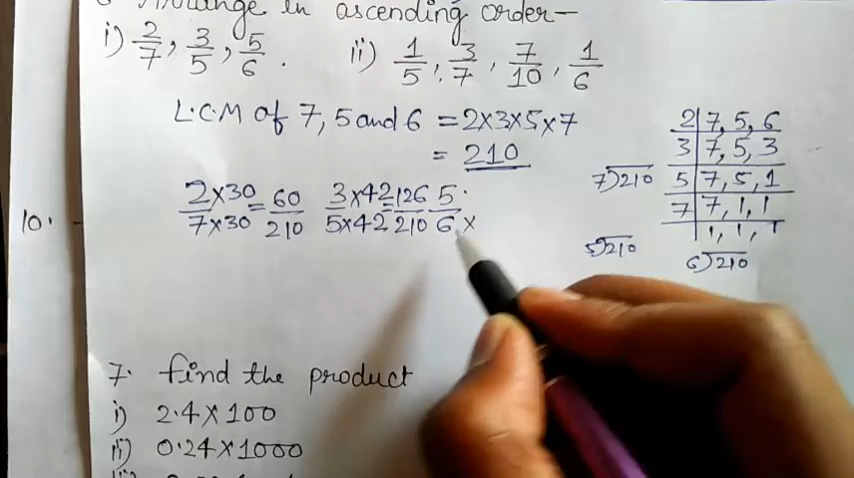 Arrange in ascending order-
i) 2/7, 3/5, 5/6. ii) 1/5, 3/7, 7/10, 1/6
L.C.M of 7, 5 and 6 = 2×3×5×7
= 210
2×30/7×30 = 60/210 3×42/5×42 = 126/210 5/6 ×
10.
2 | 7, 5, 6
3 | 7, 5, 3
5 | 7, 5, 1
7 | 7, 1, 1
1, 1, 1
7)210
5)210
6)210
7. find the product
i) 2.4×100
ii) 0.24×1000